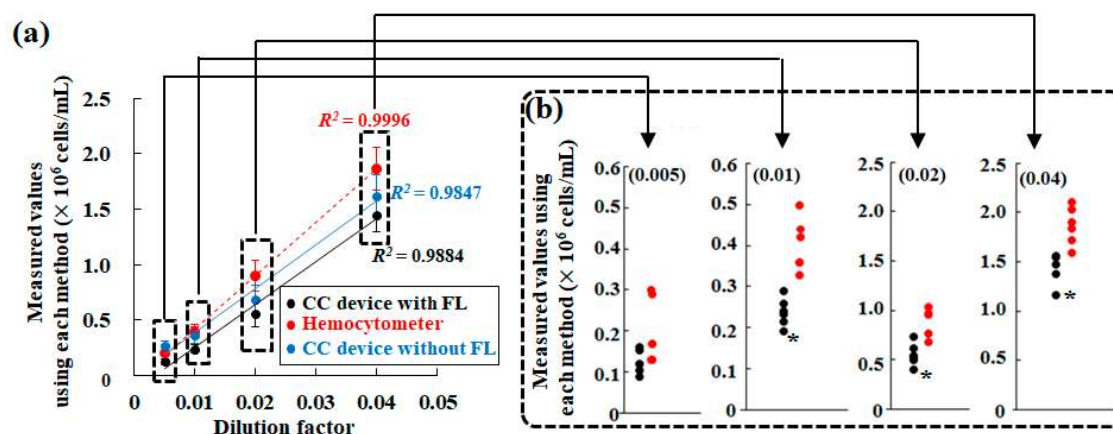 (a)
Measured values
using each method (× 10⁶ cells/mL)
2.5
2.0
1.5
1.0
0.5
0
R² = 0.9996
R² = 0.9847
R² = 0.9884
CC device with FL
Hemocytometer
CC device without FL
0 0.01 0.02 0.03 0.04 0.05
Dilution factor
(b)
Measured values using
each method (× 10⁶ cells/mL)
0.6
0.5
0.4
0.3
0.2
0.1
0
(0.005)
0.6
0.5
0.4
0.3
0.2
0.1
0
(0.01)
*
2.5
2.0
1.5
1.0
0.5
0
(0.02)
*
2.5
2.0
1.5
1.0
0.5
0
(0.04)
*